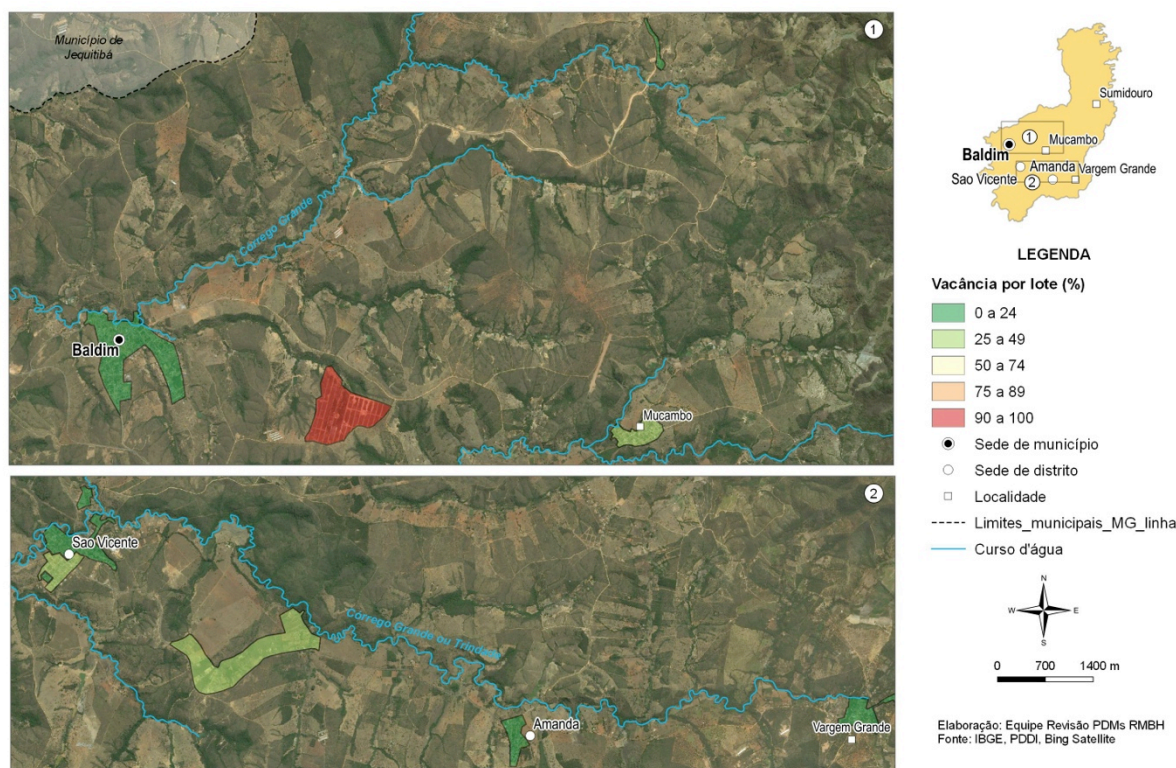 Município de
Jequitibá
1
Corrego Grande
Baldim
Mucambo
2
Sao Vicente
Corrego Grande ou Trindade
Amanda
Vargem Grande
Sumidouro
1
Mucambo
Baldim
Amanda
Vargem Grande
Sao Vicente
2
LEGENDA
Vacância por lote (%)
0 a 24
25 a 49
50 a 74
75 a 89
90 a 100
Sede de município
Sede de distrito
Localidade
Limites_municipais_MG_linha
Curso d'água
N
W
E
S
0 700 1400 m
Elaboração: Equipe Revisão PDMs RMBH
Fonte: IBGE, PDDI, Bing Satellite